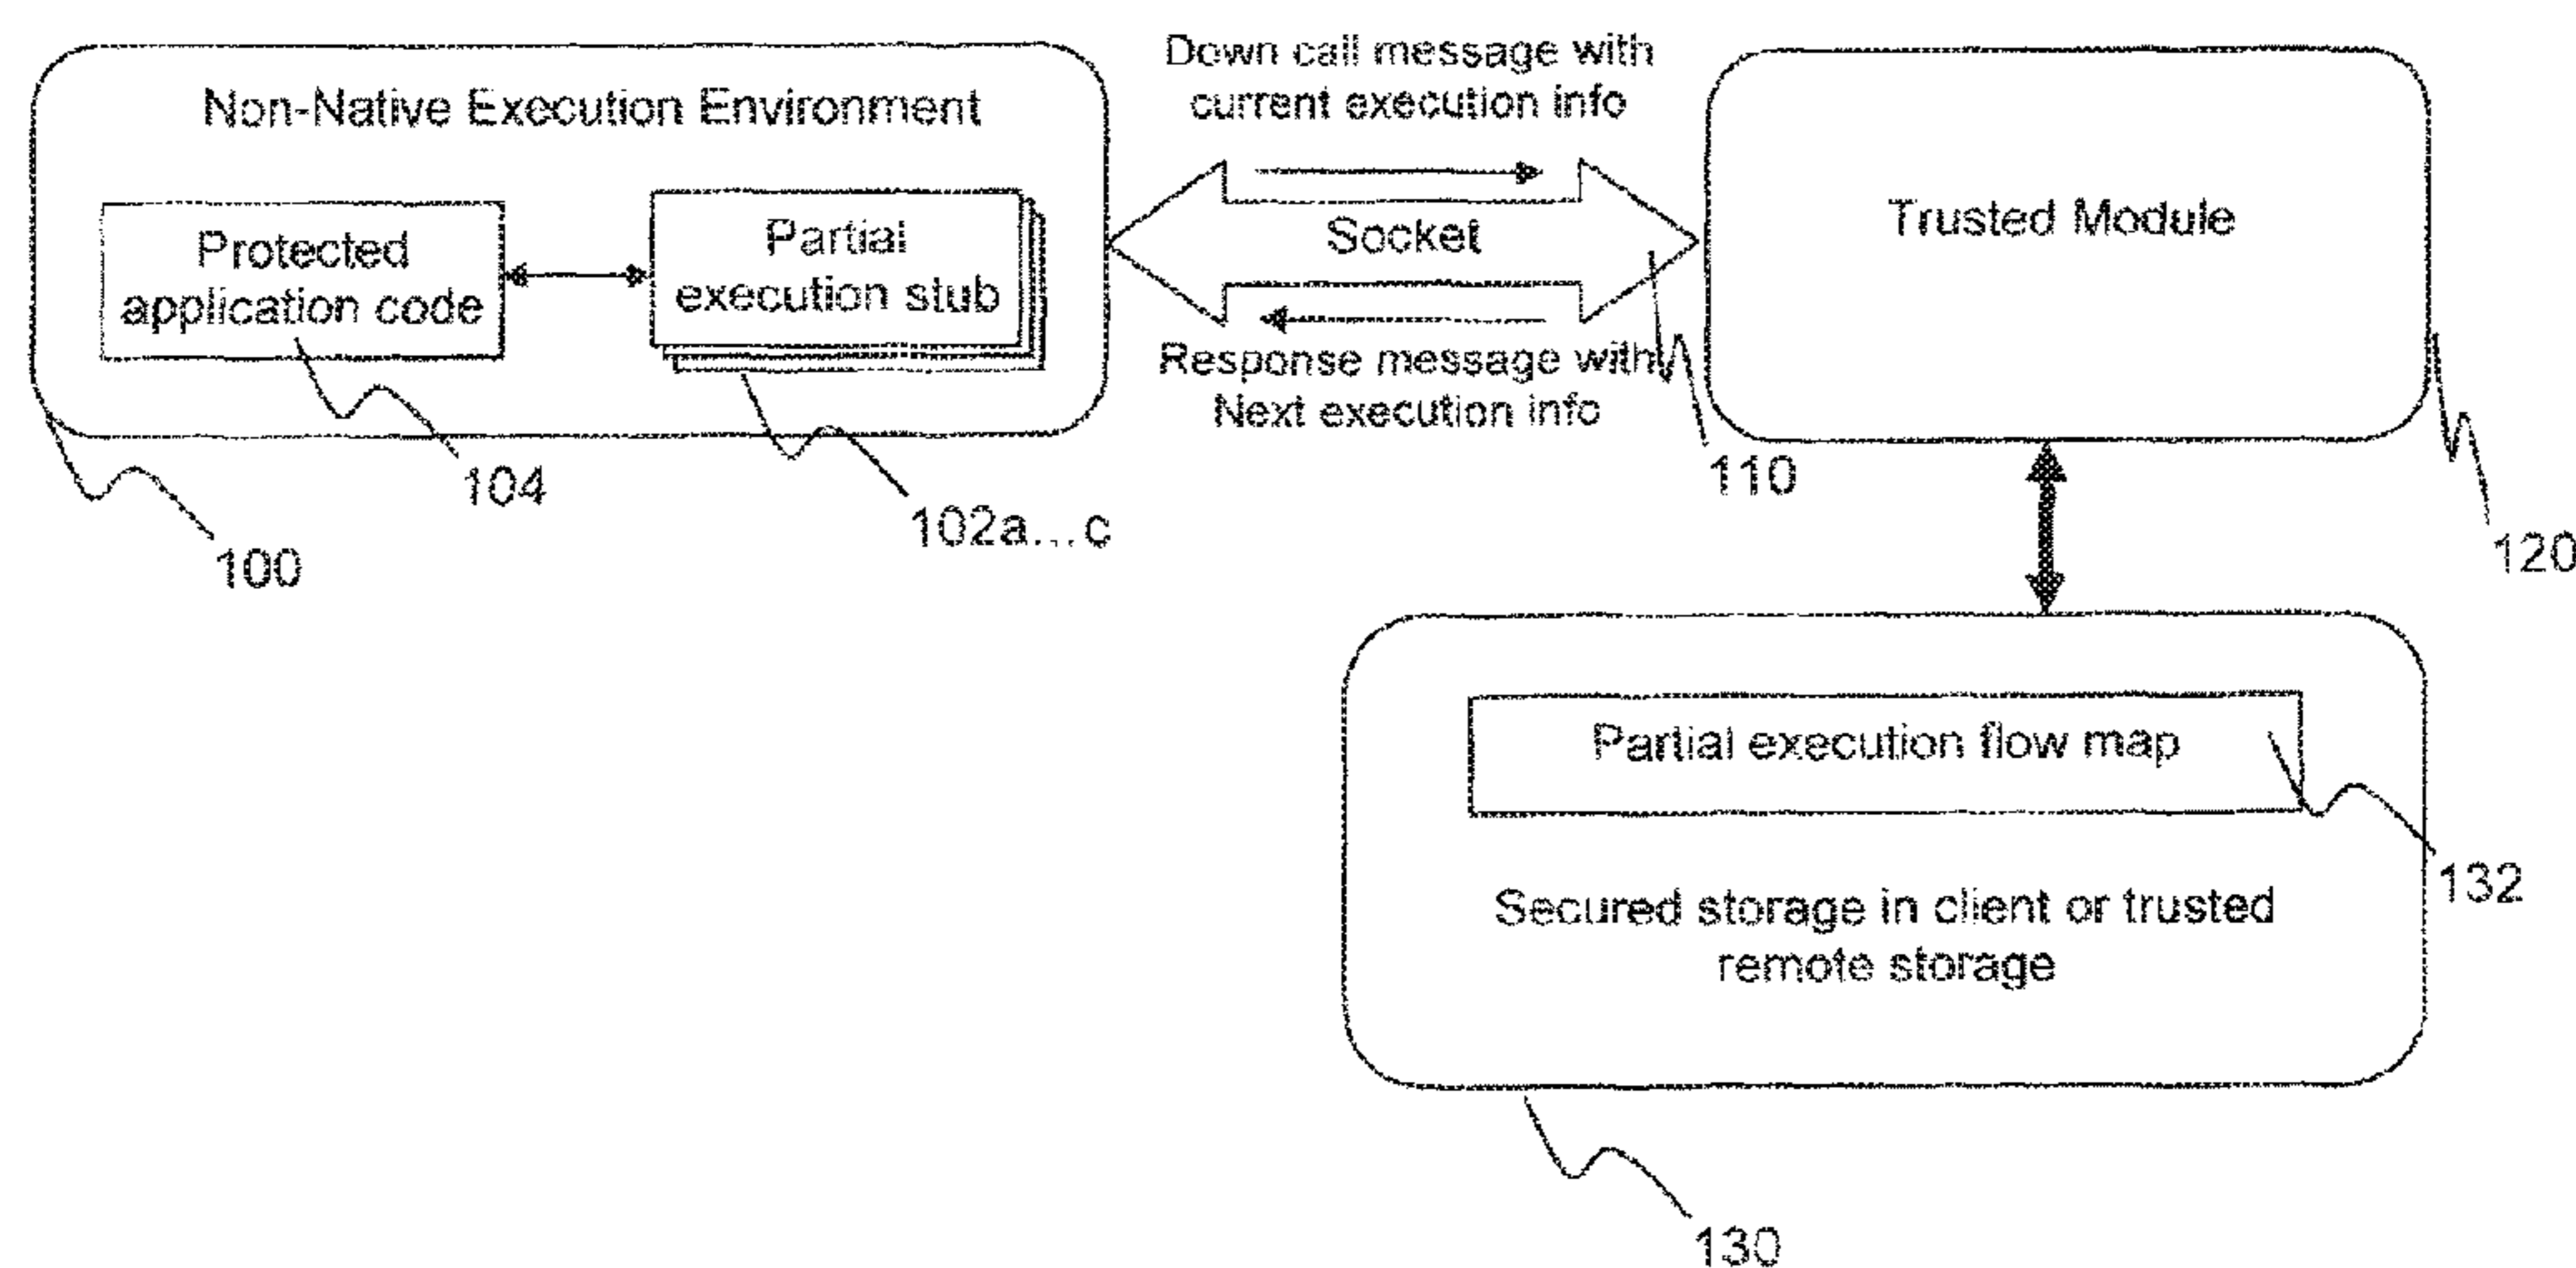 Non-Native Execution Environment
Protected
application code
Partial
execution stub
Down call message with
current execution info
Socket
Response message with
Next execution info
Trusted Module
104
102a...c
100
110
120
Partial execution flow map
Secured storage in client or trusted
remote storage
132
130